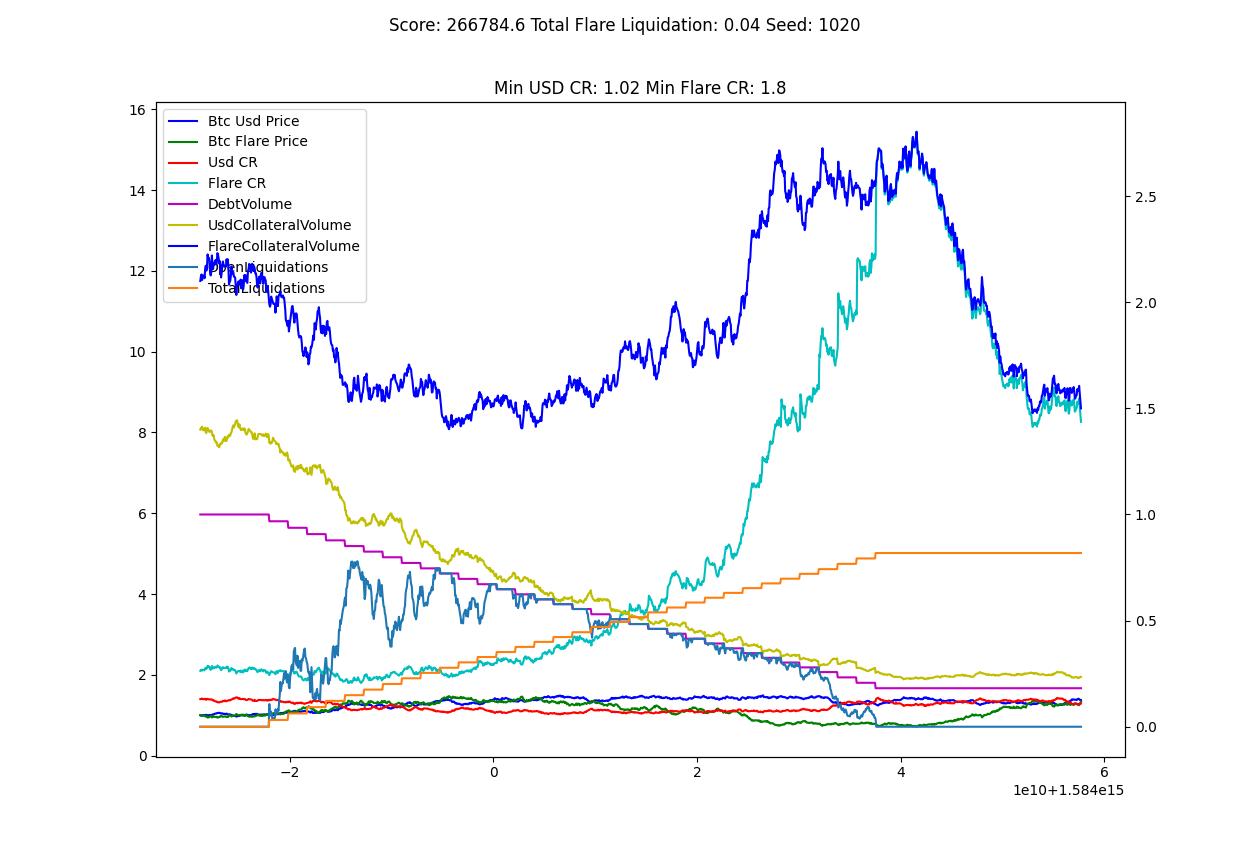 Score: 266784.6 Total Flare Liquidation: 0.04 Seed: 1020
Min USD CR: 1.02 Min Flare CR: 1.8
Btc Usd Price
Btc Flare Price
Usd CR
Flare CR
DebtVolume
UsdCollateralVolume
FlareCollateralVolume
OpenLiquidations
TotalLiquidations
16
14
12
10
8
6
4
2
0
2.5
2.0
1.5
1.0
0.5
0.0
−2 0 2 4 6
1e10+1.584e15